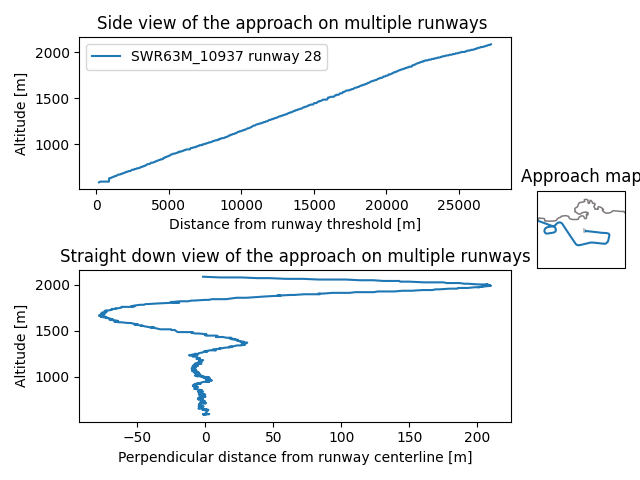 Side view of the approach on multiple runways
2000
1500
1000
Altitude [m]
SWR63M_10937 runway 28
0 5000 10000 15000 20000 25000
Distance from runway threshold [m]
Approach map
Straight down view of the approach on multiple runways
2000
1500
1000
Altitude [m]
−50 0 50 100 150 200
Perpendicular distance from runway centerline [m]